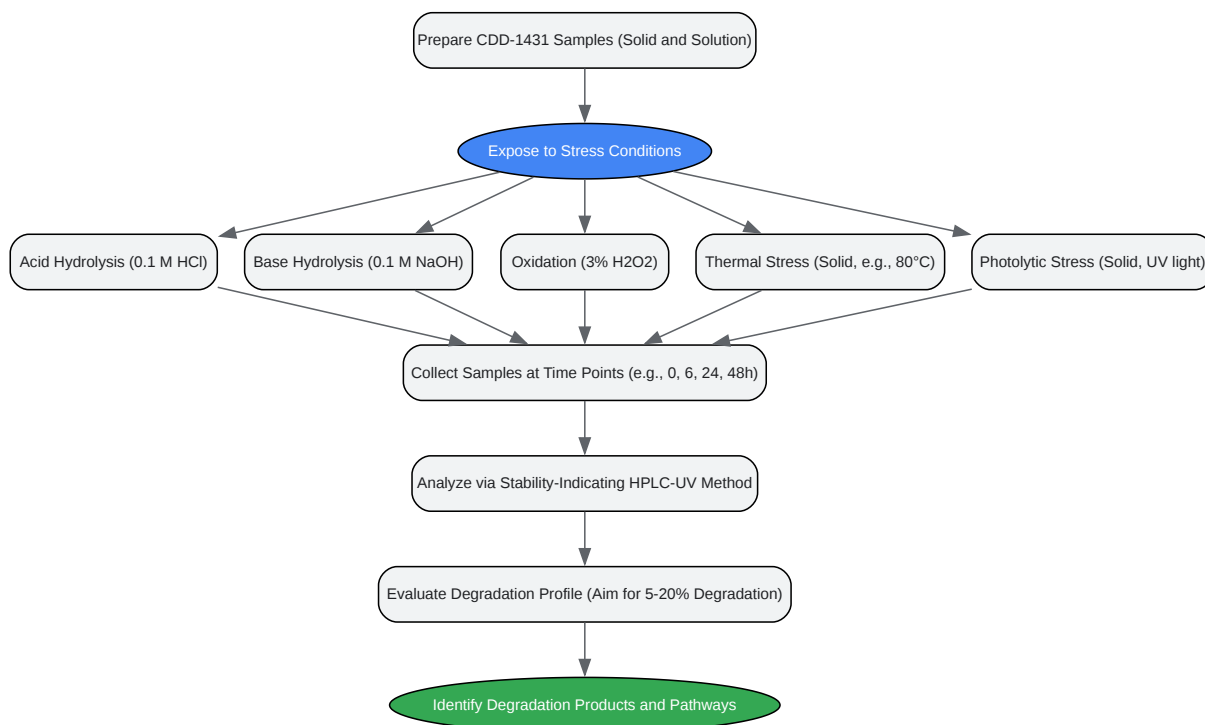 Prepare CDD-1431 Samples (Solid and Solution)
Expose to Stress Conditions
Acid Hydrolysis (0.1 M HCl)
Base Hydrolysis (0.1 M NaOH)
Oxidation (3% H2O2)
Thermal Stress (Solid, e.g., 80°C)
Photolytic Stress (Solid, UV light)
Collect Samples at Time Points (e.g., 0, 6, 24, 48h)
Analyze via Stability-Indicating HPLC-UV Method
Evaluate Degradation Profile (Aim for 5-20% Degradation)
Identify Degradation Products and Pathways